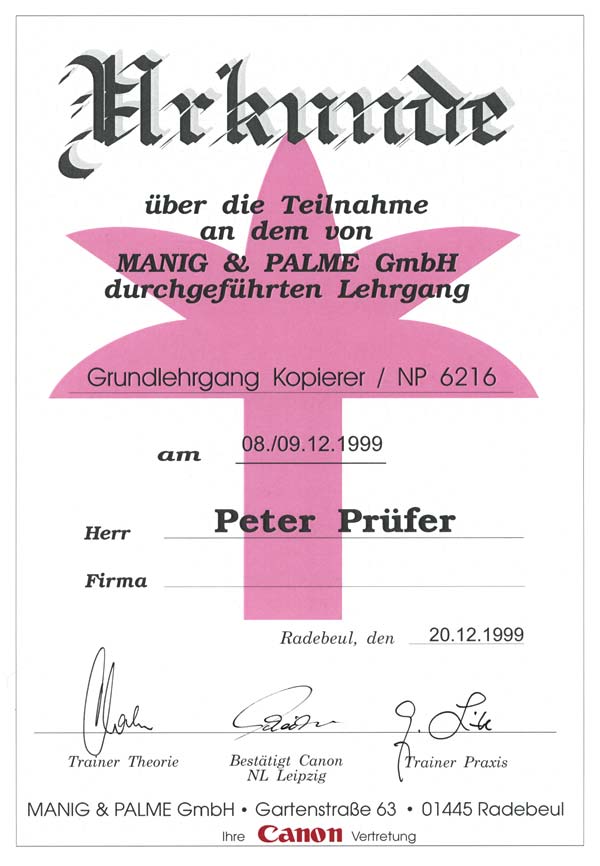 Urkunde
über die Teilnahme
an dem von
MANIG & PALME GmbH
durchgeführten Lehrgang
Grundlehrgang Kopierer / NP 6216
am 08./09.12.1999
Herr Peter Prüfer
Firma
Radebeul, den 20.12.1999
Trainer Theorie
Bestätigt Canon
NL Leipzig
Trainer Praxis
MANIG & PALME GmbH • Gartenstraße 63 • 01445 Radebeul
Ihre Canon Vertretung